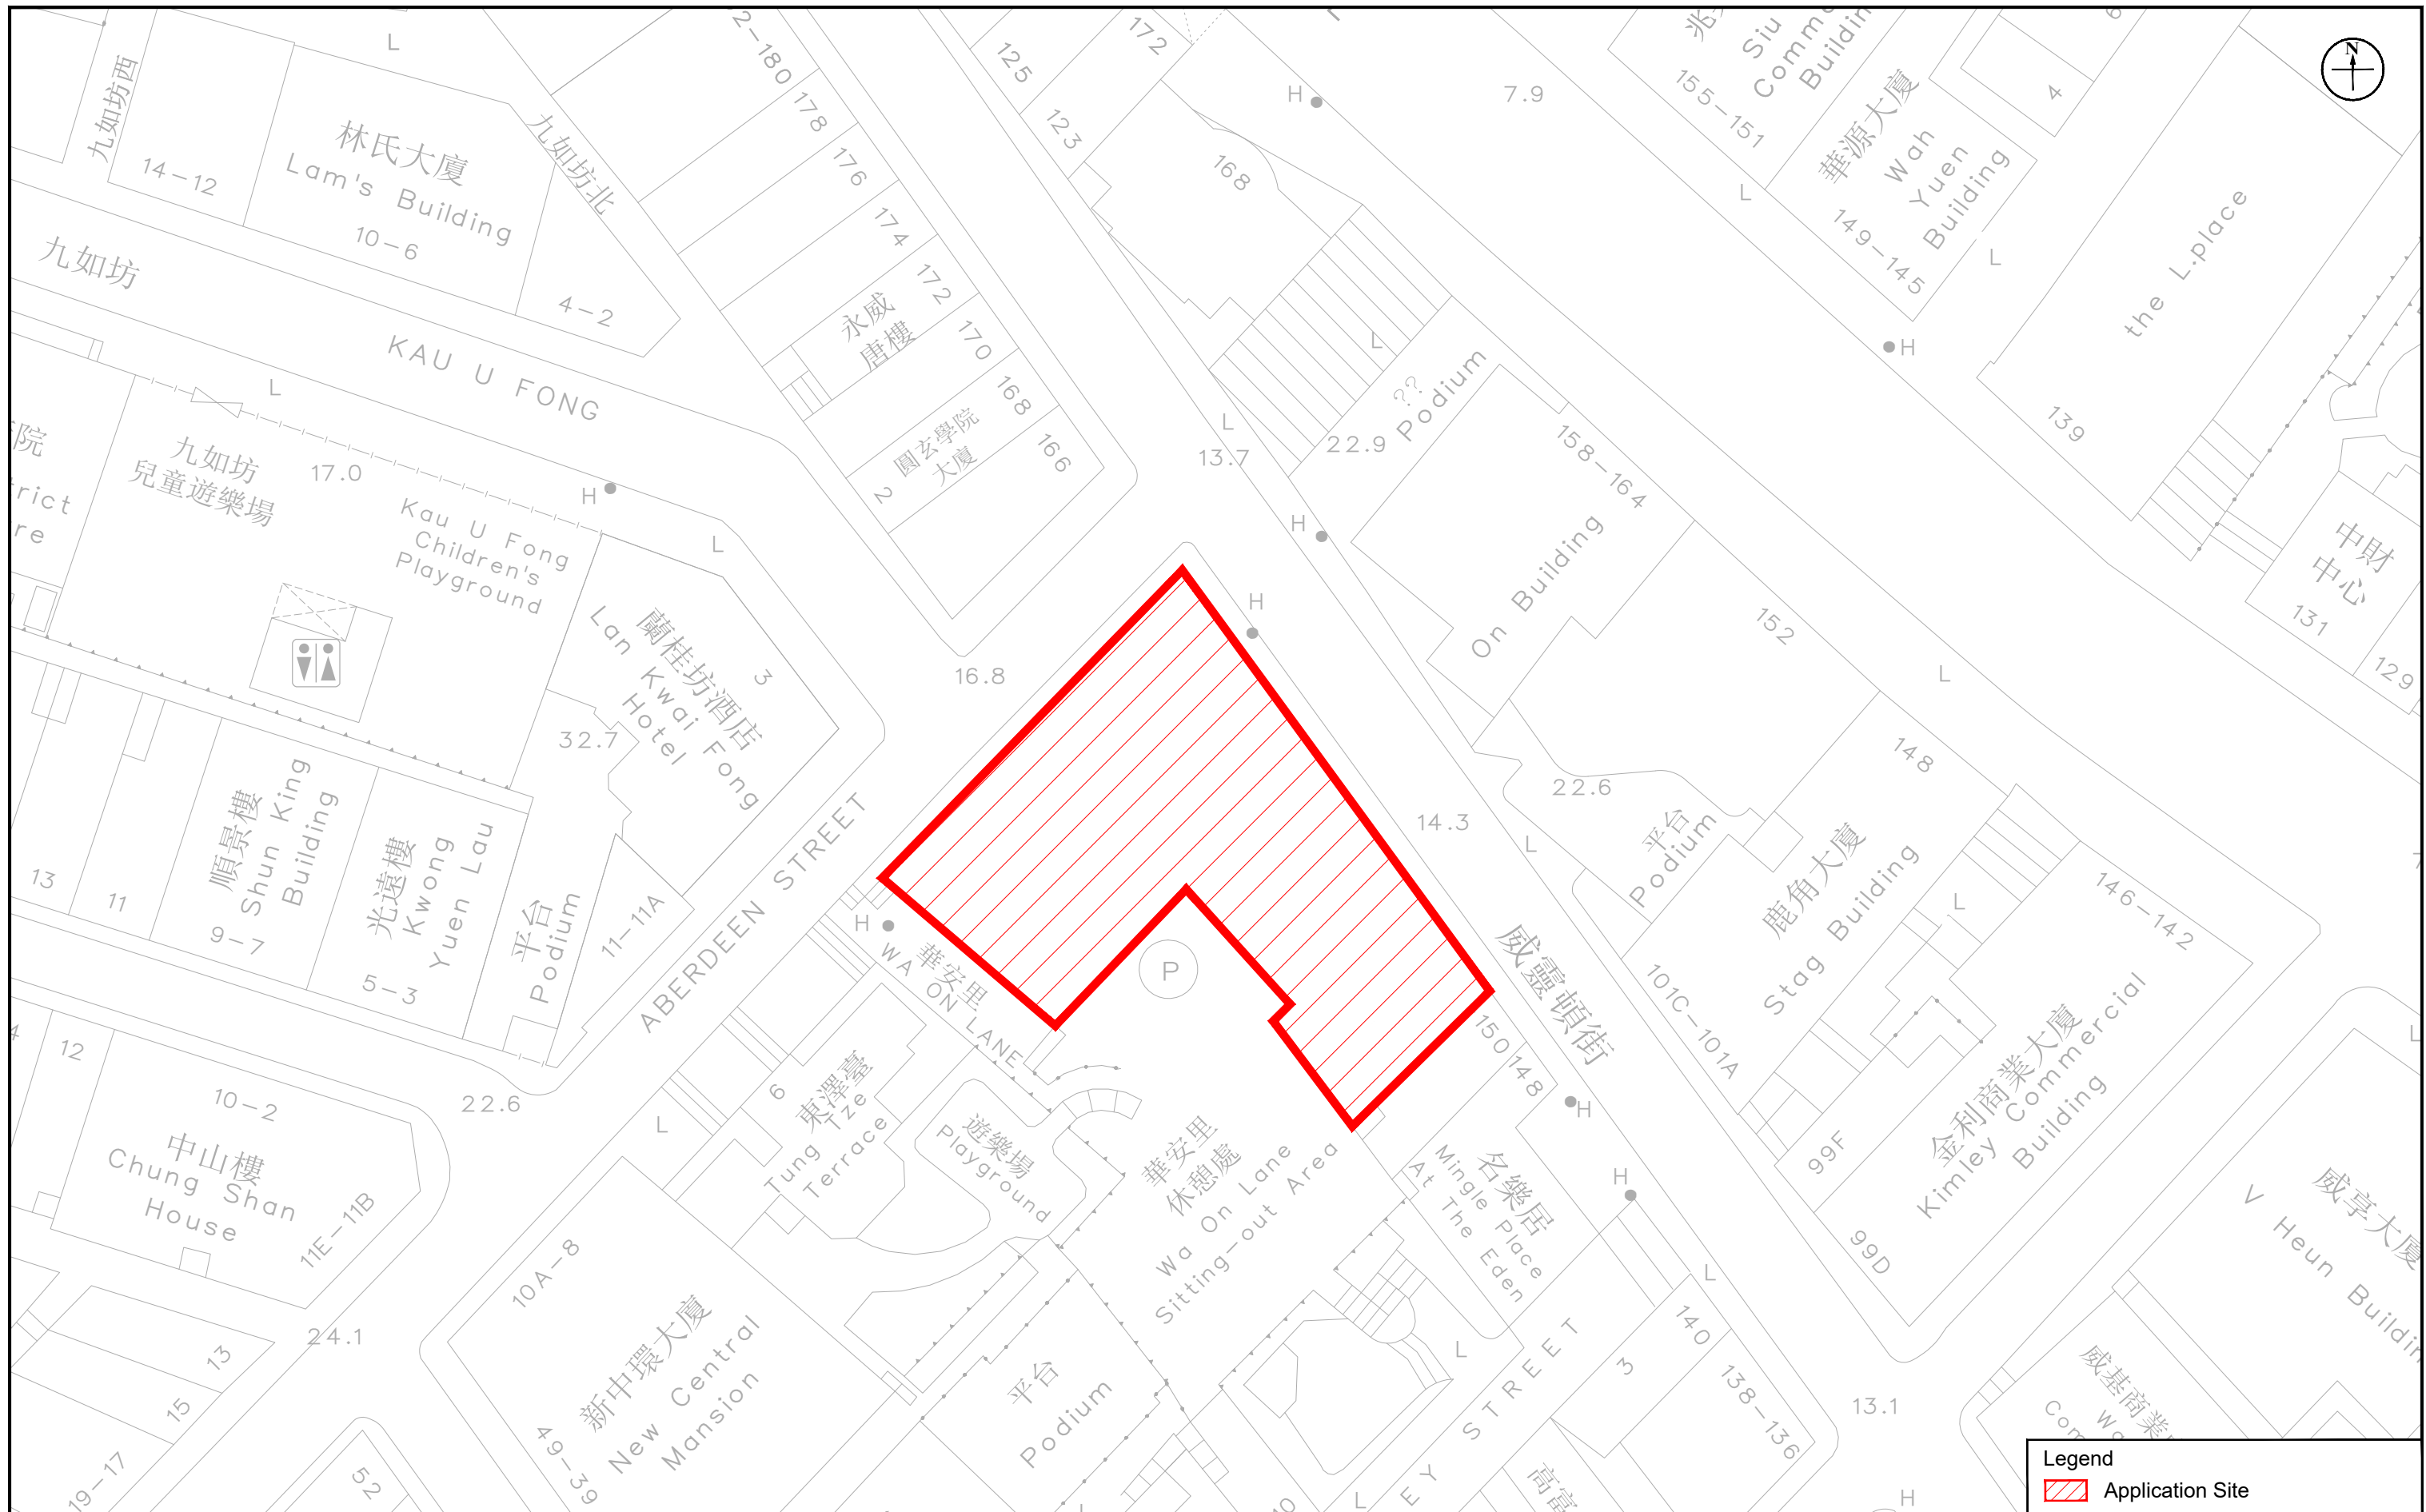 N
L
2-180
178
176
174
172
170
168
166
2
125
123
172
168
H
7.9
Siu
155-151
華源大廈
Wah
Yuen
Building
149-145
L
L
4
the L.place
139
H
中財
中心
131
129
九如坊西
14-12
林氏大廈
Lam's Building
10-6
九如坊北
4-2
九如坊
KAU U FONG
L
永威
唐樓
圓玄學院
大廈
院
九如坊
兒童遊樂場
17.0
Kau U Fong
Children's
Playground
H
L
L
L
13.7
22.9
??
Podium
158-164
On Building
H
H
152
L
148
蘭桂坊酒店
Lan Kwai Fong
Hotel
3
32.7
16.8
14.3
22.6
L
平台
Podium
鹿角大廈
Stag Building
L
146-142
101C-101A
威靈頓街
金利商業大廈
Kimley Commercial
Building
99F
99D
13
11
順景樓
Shun King
Building
9-7
光遠樓
Kwong
Yuen Lau
5-3
平台
Podium
11-11A
ABERDEEN STREET
H
華安里
WA ON LANE
P
150
148
H
H
6
東澤臺
Tung Tze
Terrace
遊樂場
Playground
華安里
休憩處
Wa On Lane
Sitting-out Area
名樂居
Mingle Place
At The Eden
L
12
10-2
22.6
L
中山樓
Chung Shan
House
11E-11B
10A-8
24.1
13
15
19-17
52
新中環大廈
New Central
Mansion
49-39
平台
Podium
L
L
EY STREET
3
140
138-136
13.1
威享大廈
V Heun Buildin
L
威基商業
H
Legend
Application Site